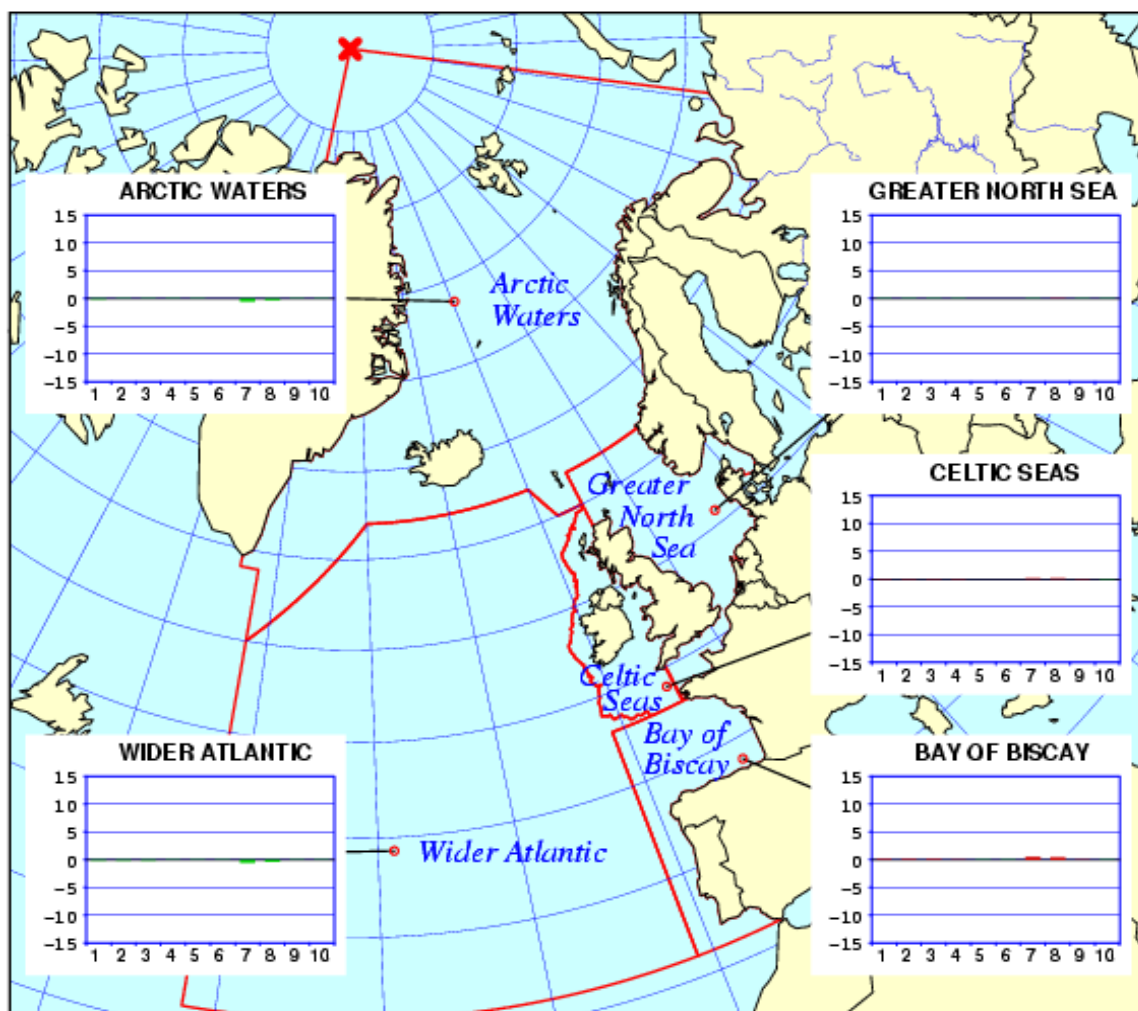 ARCTIC WATERS
15
10
5
0
-5
-10
-15
1 2 3 4 5 6 7 8 9 10
GREATER NORTH SEA
15
10
5
0
-5
-10
-15
1 2 3 4 5 6 7 8 9 10
Arctic
Waters
Greater
North
Sea
CELTIC SEAS
15
10
5
0
-5
-10
-15
1 2 3 4 5 6 7 8 9 10
Celtic
Seas
Bay of
Biscay
WIDER ATLANTIC
15
10
5
0
-5
-10
-15
1 2 3 4 5 6 7 8 9 10
Wider Atlantic
BAY OF BISCAY
15
10
5
0
-5
-10
-15
1 2 3 4 5 6 7 8 9 10